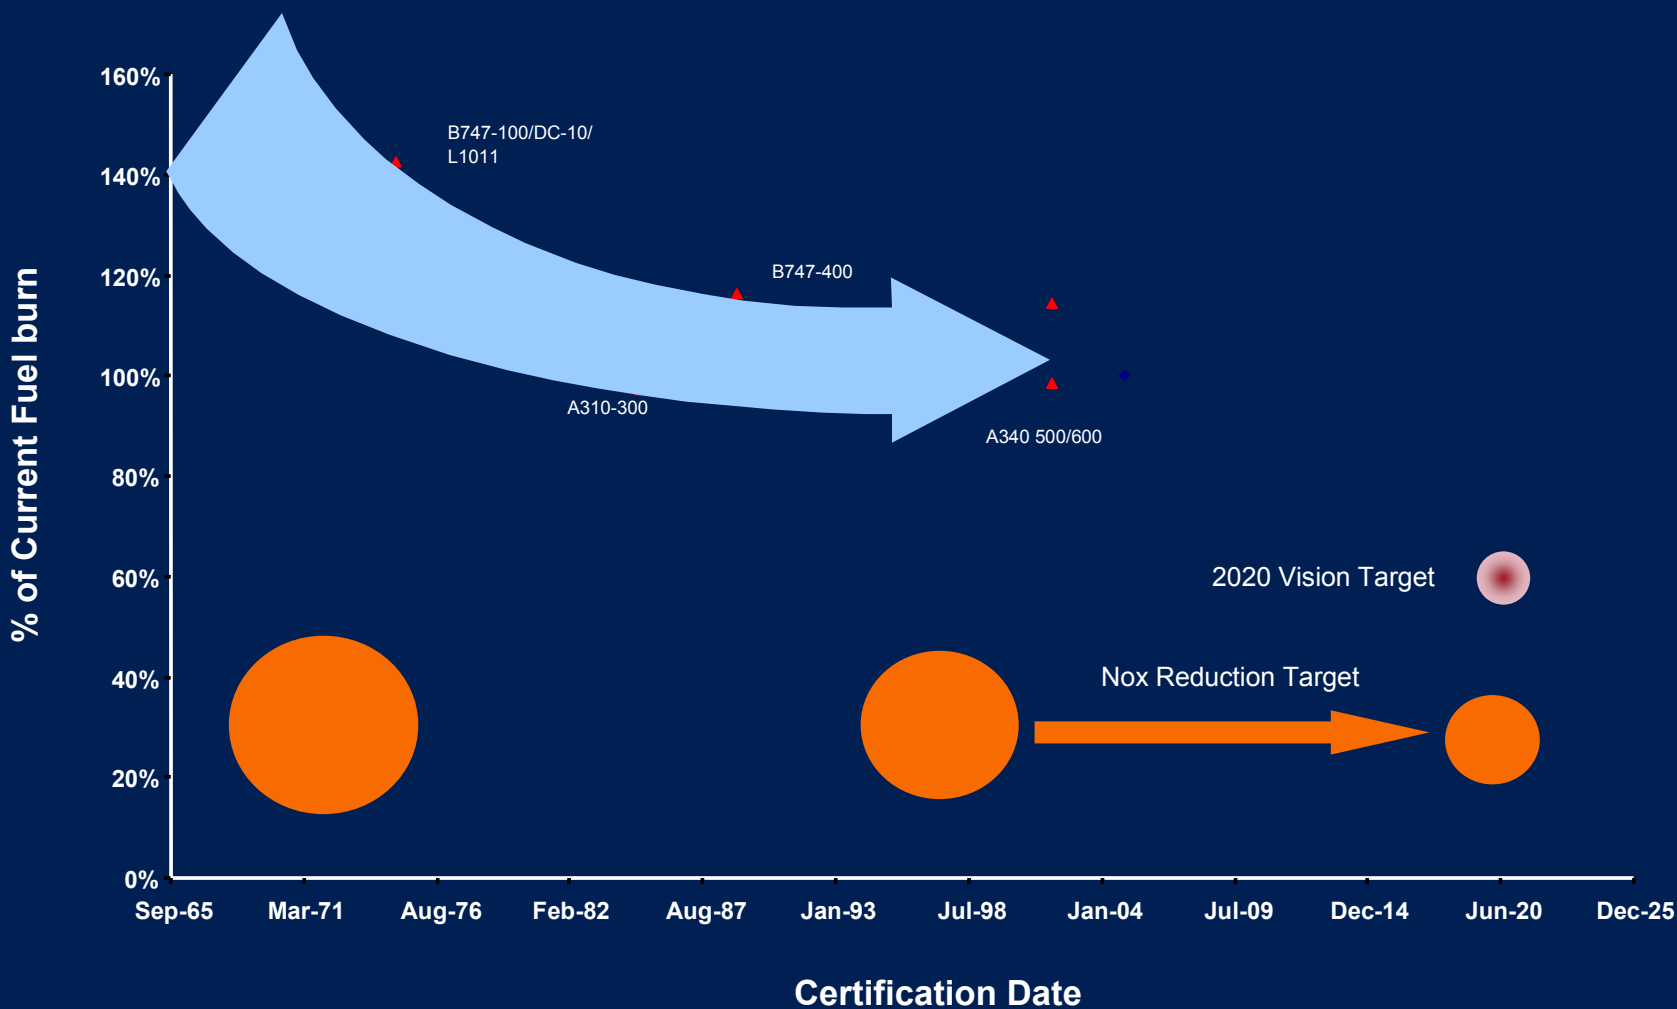 160%
B747-100/DC-10/
L1011
140%
B747-400
120%
100%
A310-300
A340 500/600
80%
2020 Vision Target
60%
Nox Reduction Target
40%
20%
0%
% of Current Fuel burn
Sep-65 Mar-71 Aug-76 Feb-82 Aug-87 Jan-93 Jul-98 Jan-04 Jul-09 Dec-14 Jun-20 Dec-25
Certification Date